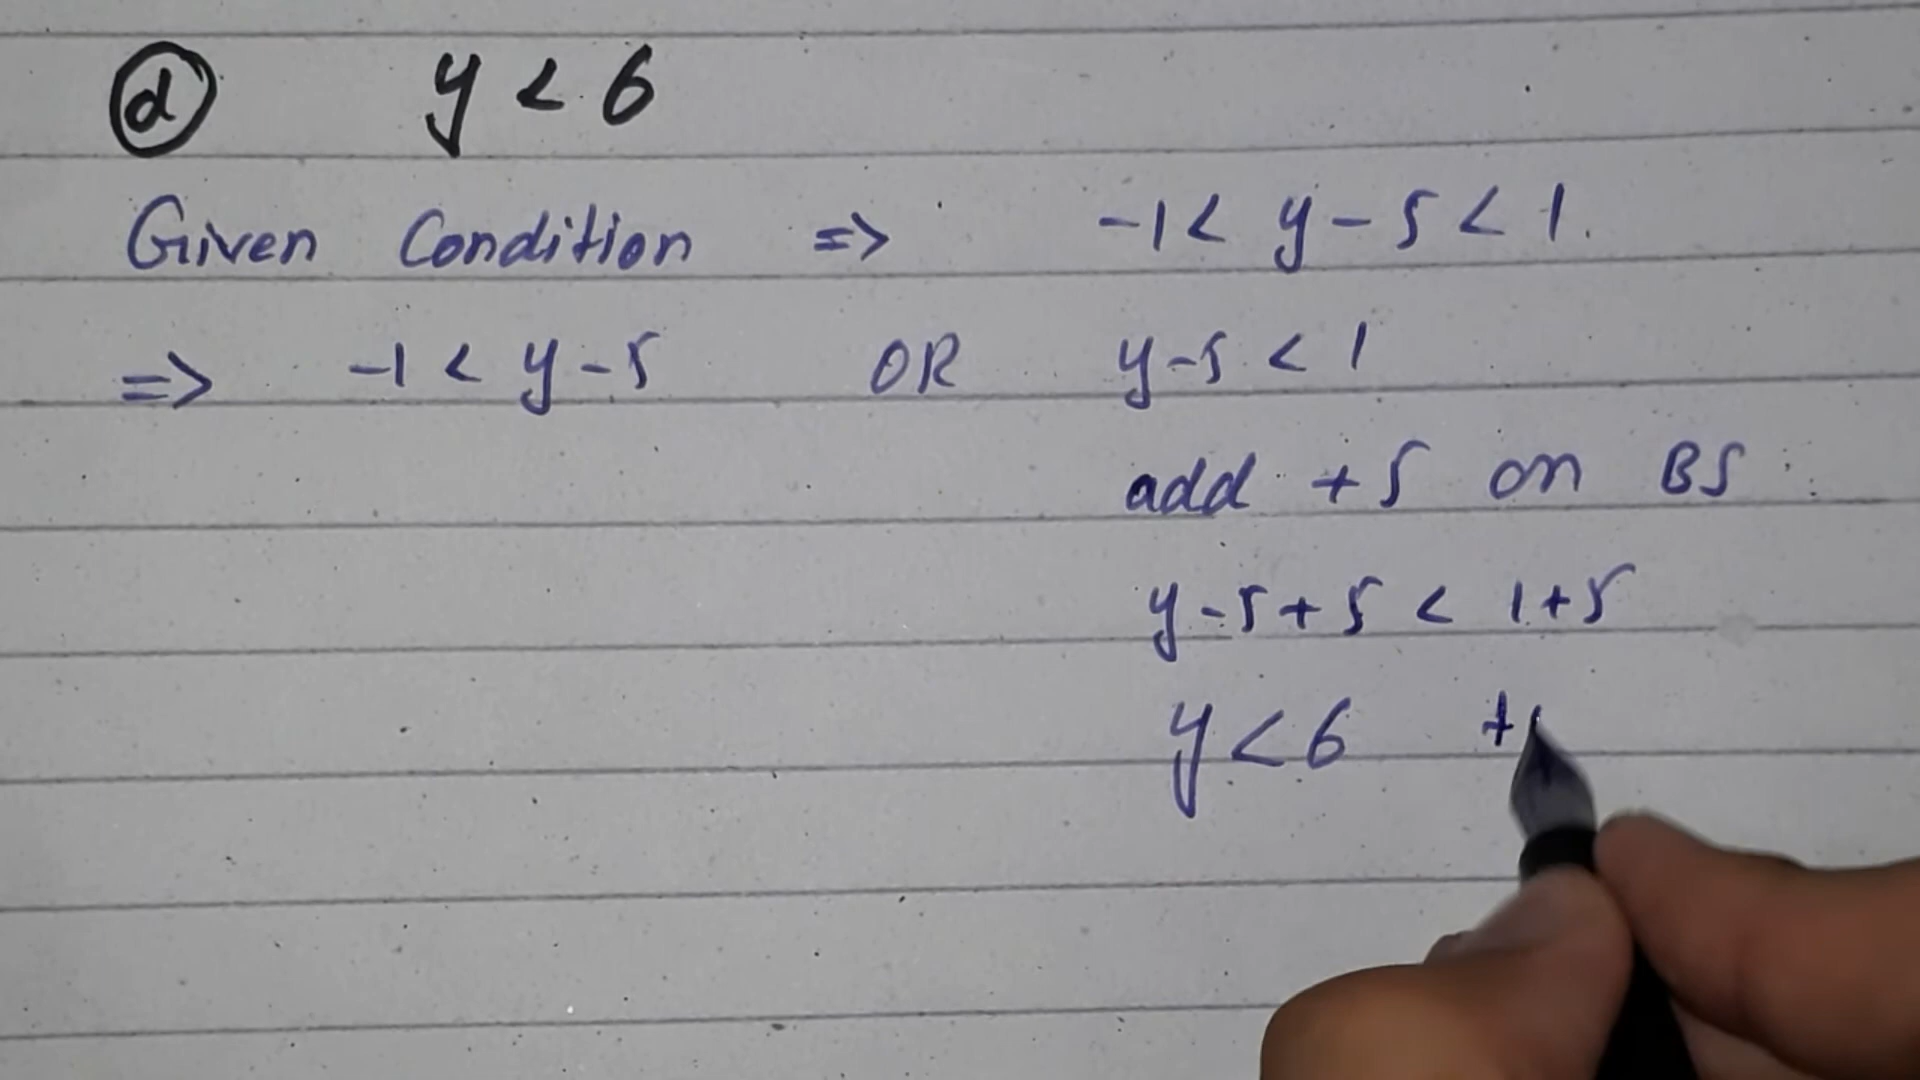 d y < 6
Given Condition => -1 < y - 5 < 1.
=> -1 < y - 5 OR y - 5 < 1
add + 5 on BS
y - 5 + 5 < 1 + 5
y < 6